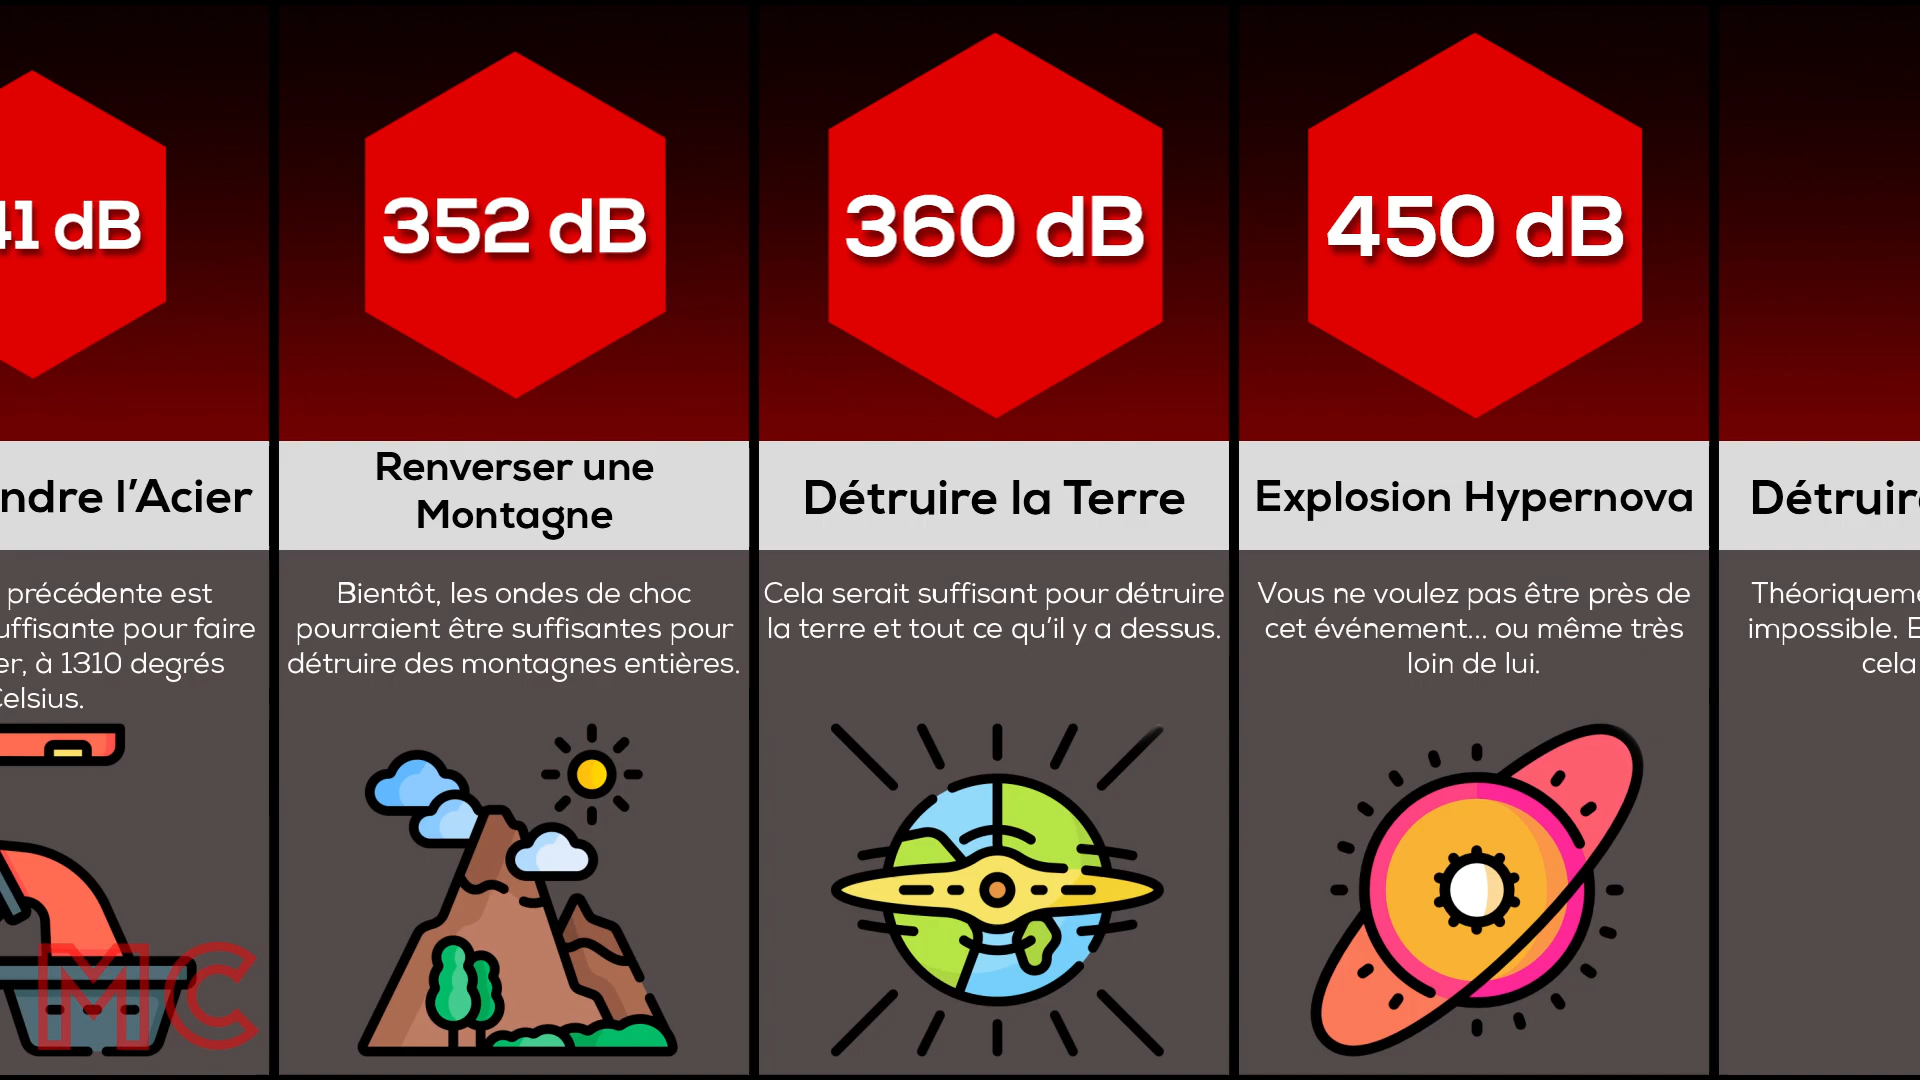 41 dB
ndre l'Acier
précédente est
uffisante pour faire
er, à 1310 degrés
Celsius.
352 dB
Renverser une
Montagne
Bientôt, les ondes de choc
pourraient être suffisantes pour
détruire des montagnes entières.
360 dB
Détruire la Terre
Cela serait suffisant pour détruire
la terre et tout ce qu'il y a dessus.
450 dB
Explosion Hypernova
Vous ne voulez pas être près de
cet événement... ou même très
loin de lui.
Détruir
Théoriqueme
impossible. E
cela
MC